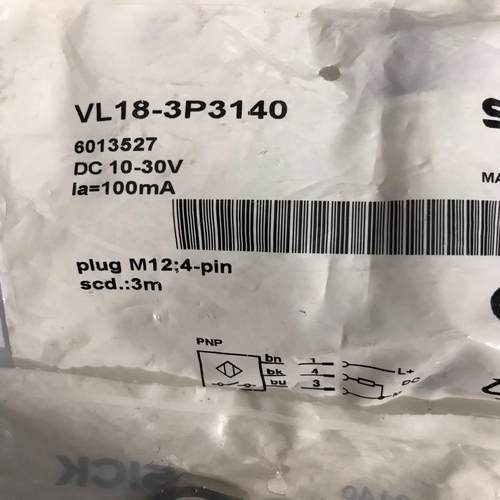 VL18-3P3140
6013527
DC 10-30V
Ia=100mA
MA
plug M12;4-pin
scd.:3m
PNP
bn 1 L+
bk 4 DC
bu 3
SICK